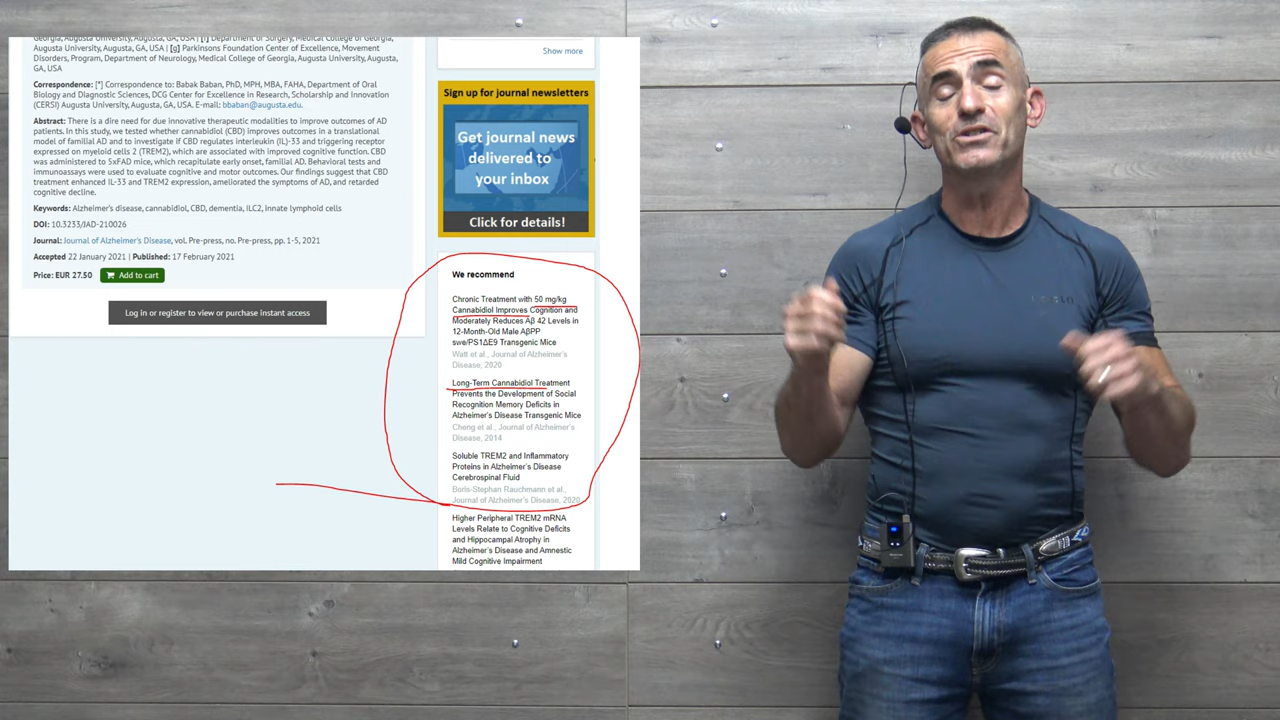 Georgia, Augusta University, Augusta, GA, USA | [f] Department of Surgery, Medical College of Georgia,
Augusta University, Augusta, GA, USA | [g] Parkinsons Foundation Center of Excellence, Movement
Disorders, Program, Department of Neurology, Medical College of Georgia, Augusta University, Augusta,
GA, USA
Correspondence: [*] Correspondence to: Babak Baban, PhD, MPH, MBA, FAHA, Department of Oral
Biology and Diagnostic Sciences, DCG Center for Excellence in Research, Scholarship and Innovation
(CERSI) Augusta University, Augusta, GA, USA. E-mail: bbaban@augusta.edu.
Abstract: There is a dire need for due innovative therapeutic modalities to improve outcomes of AD
patients. In this study, we tested whether cannabidiol (CBD) improves outcomes in a translational
model of familial AD and to investigate if CBD regulates interleukin (IL)-33 and triggering receptor
expressed on myeloid cells 2 (TREM2), which are associated with improved cognitive function. CBD
was administered to 5xFAD mice, which recapitulate early onset, familial AD. Behavioral tests and
immunoassays were used to evaluate cognitive and motor outcomes. Our findings suggest that CBD
treatment enhanced IL-33 and TREM2 expression, ameliorated the symptoms of AD, and retarded
cognitive decline.
Keywords: Alzheimer's disease, cannabidiol, CBD, dementia, ILC2, Innate lymphoid cells
DOI: 10.3233/JAD-210026
Journal: Journal of Alzheimer's Disease, vol. Pre-press, no. Pre-press, pp. 1-5, 2021
Accepted 22 January 2021 | Published: 17 February 2021
Price: EUR 27.50 Add to cart
Log in or register to view or purchase instant access
Show more
Sign up for journal newsletters
Get journal news
delivered to
your inbox
Click for details!
We recommend
Chronic Treatment with 50 mg/kg
Cannabidiol Improves Cognition and
Moderately Reduces Aβ 42 Levels in
12-Month-Old Male AβPP
swe/PS1ΔE9 Transgenic Mice
Watt et al., Journal of Alzheimer's
Disease, 2020
Long-Term Cannabidiol Treatment
Prevents the Development of Social
Recognition Memory Deficits in
Alzheimer's Disease Transgenic Mice
Cheng et al., Journal of Alzheimer's
Disease, 2014
Soluble TREM2 and Inflammatory
Proteins in Alzheimer's Disease
Cerebrospinal Fluid
Boris-Stephan Rauchmann et al.,
Journal of Alzheimer's Disease, 2020
Higher Peripheral TREM2 mRNA
Levels Relate to Cognitive Deficits
and Hippocampal Atrophy in
Alzheimer's Disease and Amnestic
Mild Cognitive Impairment